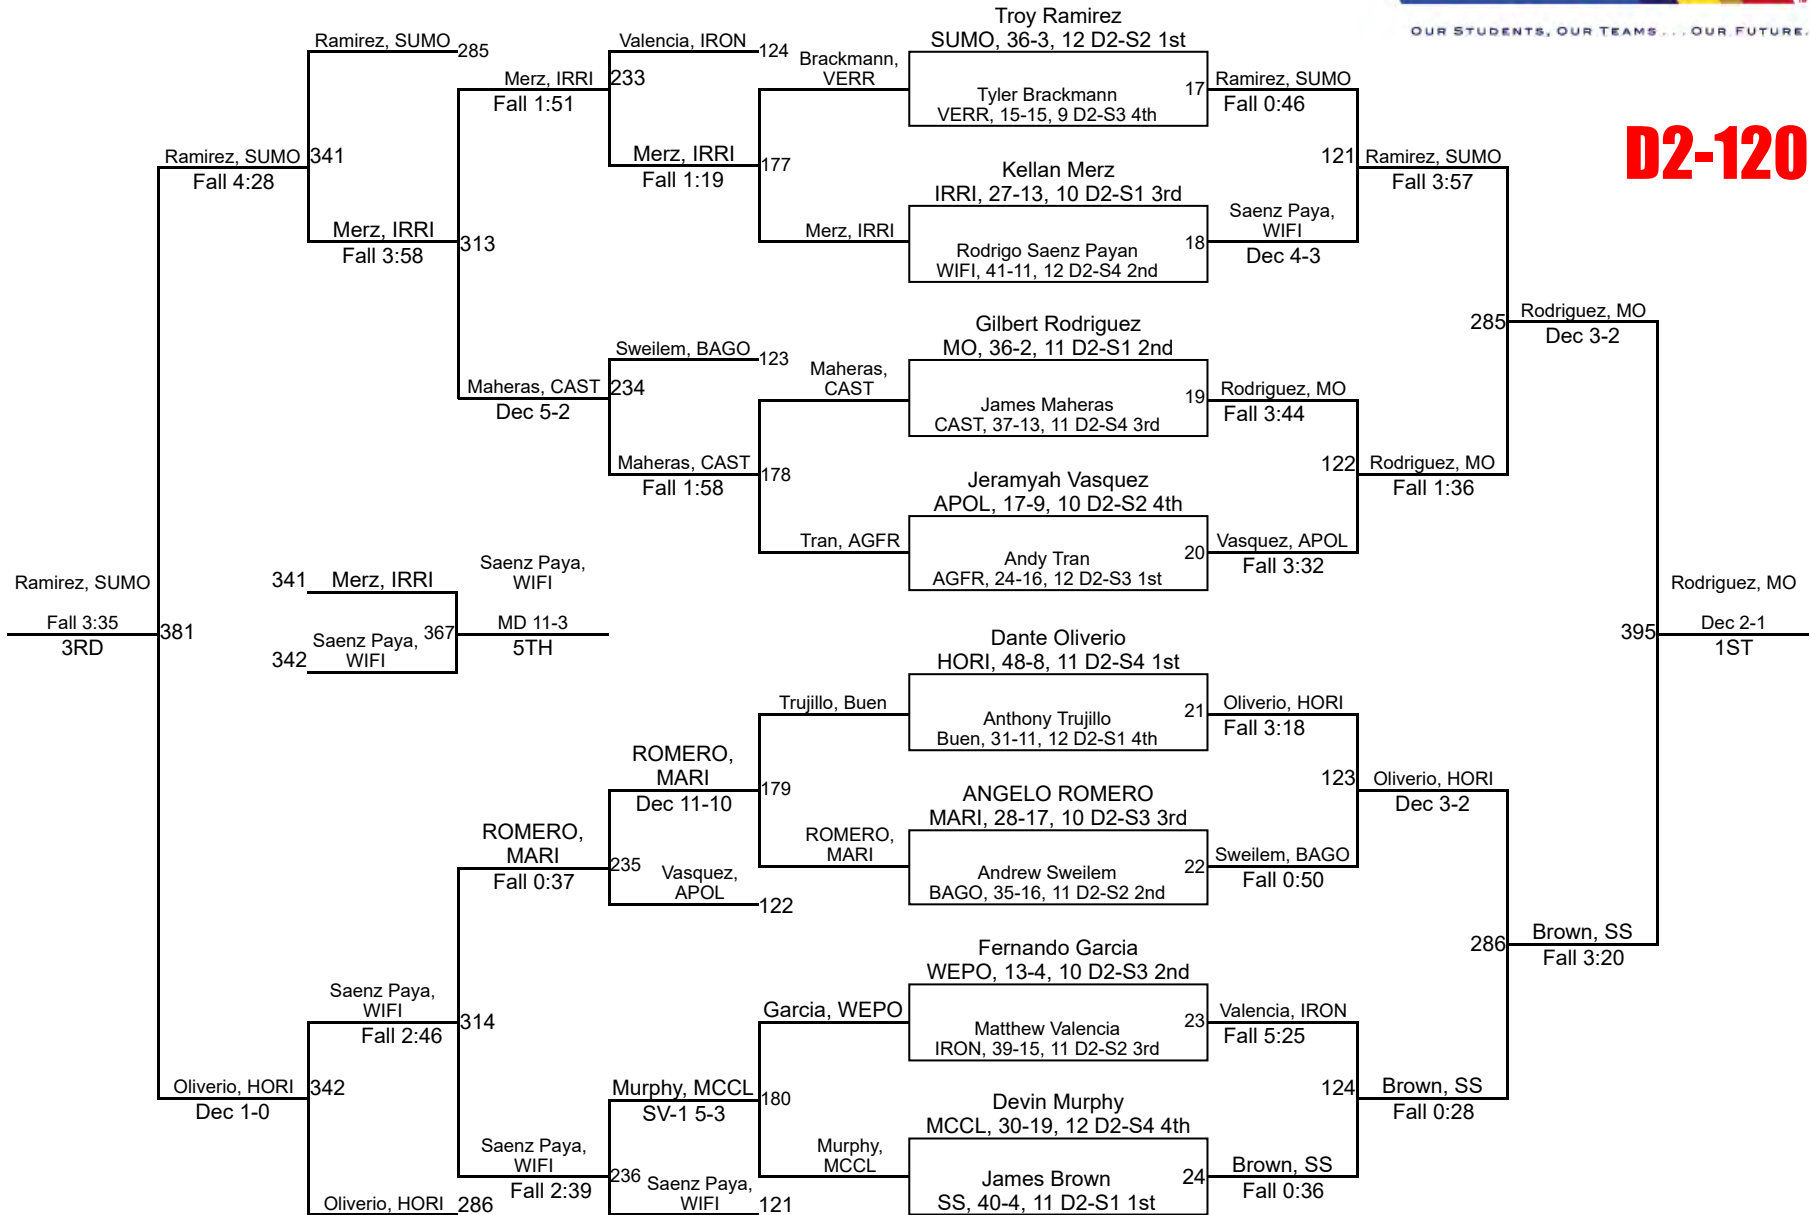 OUR STUDENTS, OUR TEAMS . . . OUR FUTURE.
D2-120
Troy Ramirez
SUMO, 36-3, 12 D2-S2 1st
Tyler Brackmann
VERR, 15-15, 9 D2-S3 4th
17
Kellan Merz
IRRI, 27-13, 10 D2-S1 3rd
Rodrigo Saenz Payan
WIFI, 41-11, 12 D2-S4 2nd
18
Gilbert Rodriguez
MO, 36-2, 11 D2-S1 2nd
James Maheras
CAST, 37-13, 11 D2-S4 3rd
19
Jeramyah Vasquez
APOL, 17-9, 10 D2-S2 4th
Andy Tran
AGFR, 24-16, 12 D2-S3 1st
20
Dante Oliverio
HORI, 48-8, 11 D2-S4 1st
Anthony Trujillo
Buen, 31-11, 12 D2-S1 4th
21
ANGELO ROMERO
MARI, 28-17, 10 D2-S3 3rd
Andrew Sweilem
BAGO, 35-16, 11 D2-S2 2nd
22
Fernando Garcia
WEPO, 13-4, 10 D2-S3 2nd
Matthew Valencia
IRON, 39-15, 11 D2-S2 3rd
23
Devin Murphy
MCCL, 30-19, 12 D2-S4 4th
James Brown
SS, 40-4, 11 D2-S1 1st
24
Ramirez, SUMO
Fall 0:46
Saenz Paya,
WIFI
Dec 4-3
Rodriguez, MO
Fall 3:44
Vasquez, APOL
Fall 3:32
Oliverio, HORI
Fall 3:18
Sweilem, BAGO
Fall 0:50
Valencia, IRON
Fall 5:25
Brown, SS
Fall 0:36
121
Ramirez, SUMO
Fall 3:57
122
Rodriguez, MO
Fall 1:36
123
Oliverio, HORI
Dec 3-2
124
Brown, SS
Fall 0:28
285
Rodriguez, MO
Dec 3-2
286
Brown, SS
Fall 3:20
395
Rodriguez, MO
Dec 2-1
1ST
Brackmann,
VERR
Merz, IRRI
Maheras,
CAST
Tran, AGFR
Trujillo, Buen
ROMERO,
MARI
Garcia, WEPO
Murphy,
MCCL
Valencia, IRON
124
Merz, IRRI
Fall 1:19
177
Sweilem, BAGO
123
Maheras, CAST
Fall 1:58
178
ROMERO,
MARI
Dec 11-10
179
Vasquez,
APOL
122
Murphy, MCCL
SV-1 5-3
180
Saenz Paya,
WIFI
121
Merz, IRRI
Fall 1:51
233
Maheras, CAST
Dec 5-2
234
ROMERO,
MARI
Fall 0:37
235
Saenz Paya,
WIFI
Fall 2:39
236
Ramirez, SUMO
285
Merz, IRRI
Fall 3:58
313
Saenz Paya,
WIFI
Fall 2:46
314
Oliverio, HORI
286
Ramirez, SUMO
Fall 4:28
341
Oliverio, HORI
Dec 1-0
342
341
Merz, IRRI
342
Saenz Paya,
WIFI
367
Saenz Paya,
WIFI
MD 11-3
5TH
Ramirez, SUMO
Fall 3:35
3RD
381